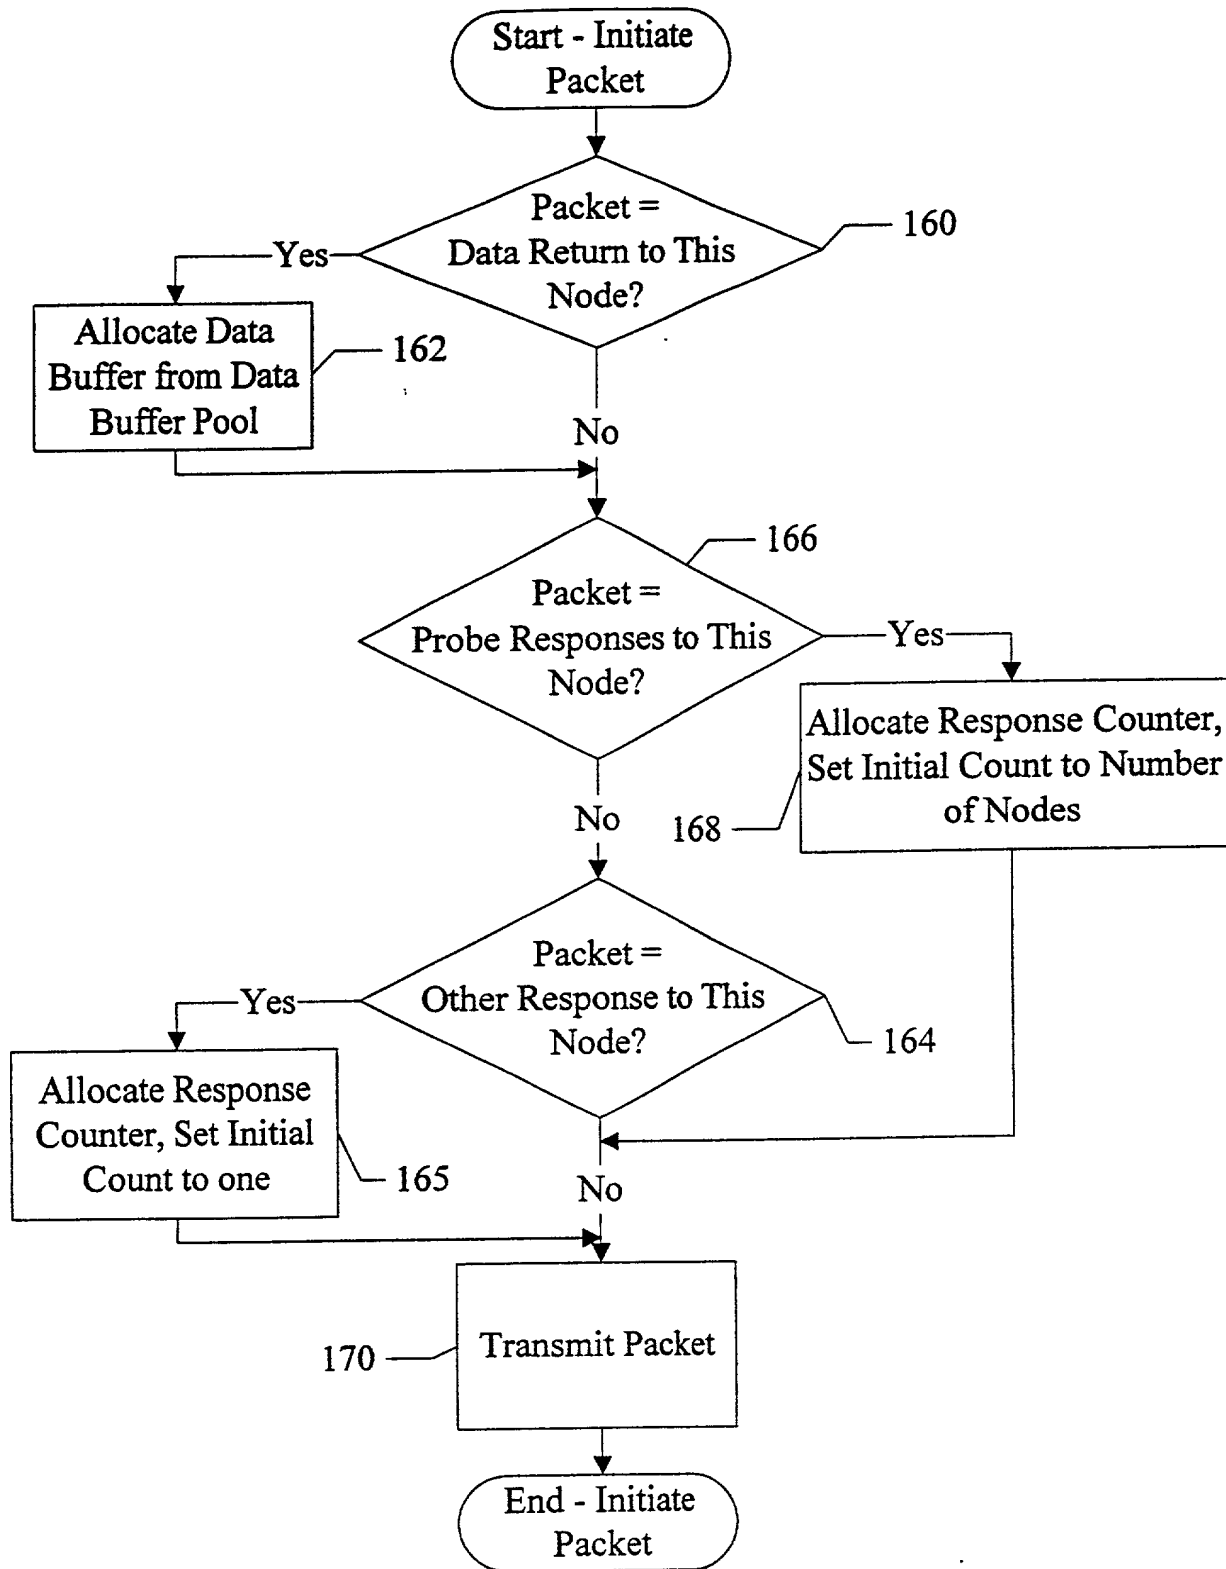 Start - Initiate
Packet
Packet =
Data Return to This
Node?
160
Yes
Allocate Data
Buffer from Data
Buffer Pool
162
No
166
Packet =
Probe Responses to This
Node?
Yes
Allocate Response Counter,
Set Initial Count to Number
of Nodes
168
No
Packet =
Other Response to This
Node?
Yes
164
Allocate Response
Counter, Set Initial
Count to one
165
No
Transmit Packet
170
End - Initiate
Packet